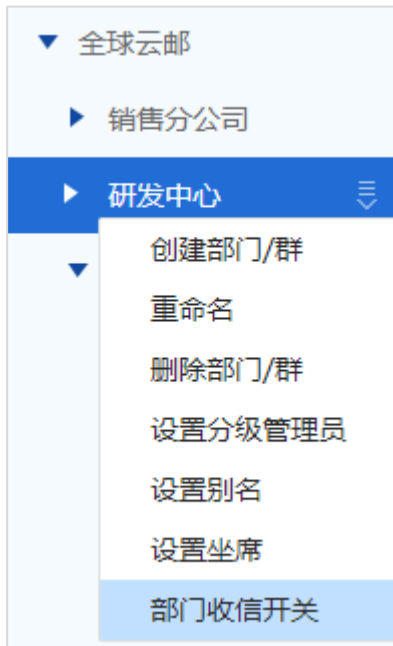 全球云邮
销售分公司
研发中心
创建部门/群
重命名
删除部门/群
设置分级管理员
设置别名
设置坐席
部门收信开关